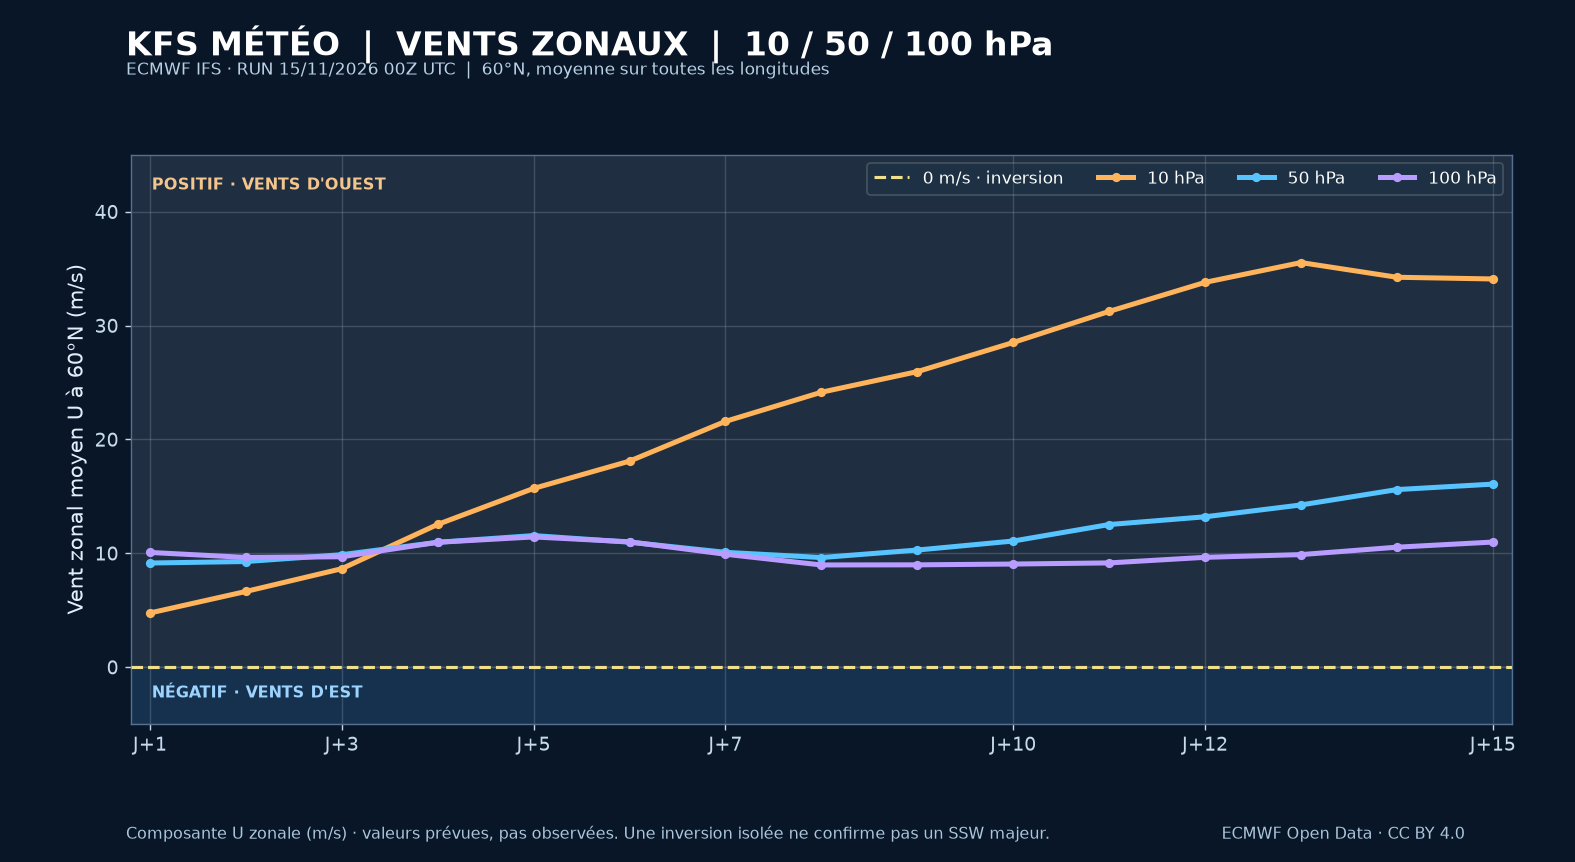 KFS MÉTÉO | VENTS ZONAUX | 10 / 50 / 100 hPa
ECMWF IFS · RUN 15/11/2026 00Z UTC | 60°N, moyenne sur toutes les longitudes
POSITIF · VENTS D'OUEST
0 m/s · inversion 10 hPa 50 hPa 100 hPa
Vent zonal moyen U à 60°N (m/s)
40
30
20
10
0
NÉGATIF · VENTS D'EST
J+1 J+3 J+5 J+7 J+10 J+12 J+15
Composante U zonale (m/s) · valeurs prévues, pas observées. Une inversion isolée ne confirme pas un SSW majeur.
ECMWF Open Data · CC BY 4.0